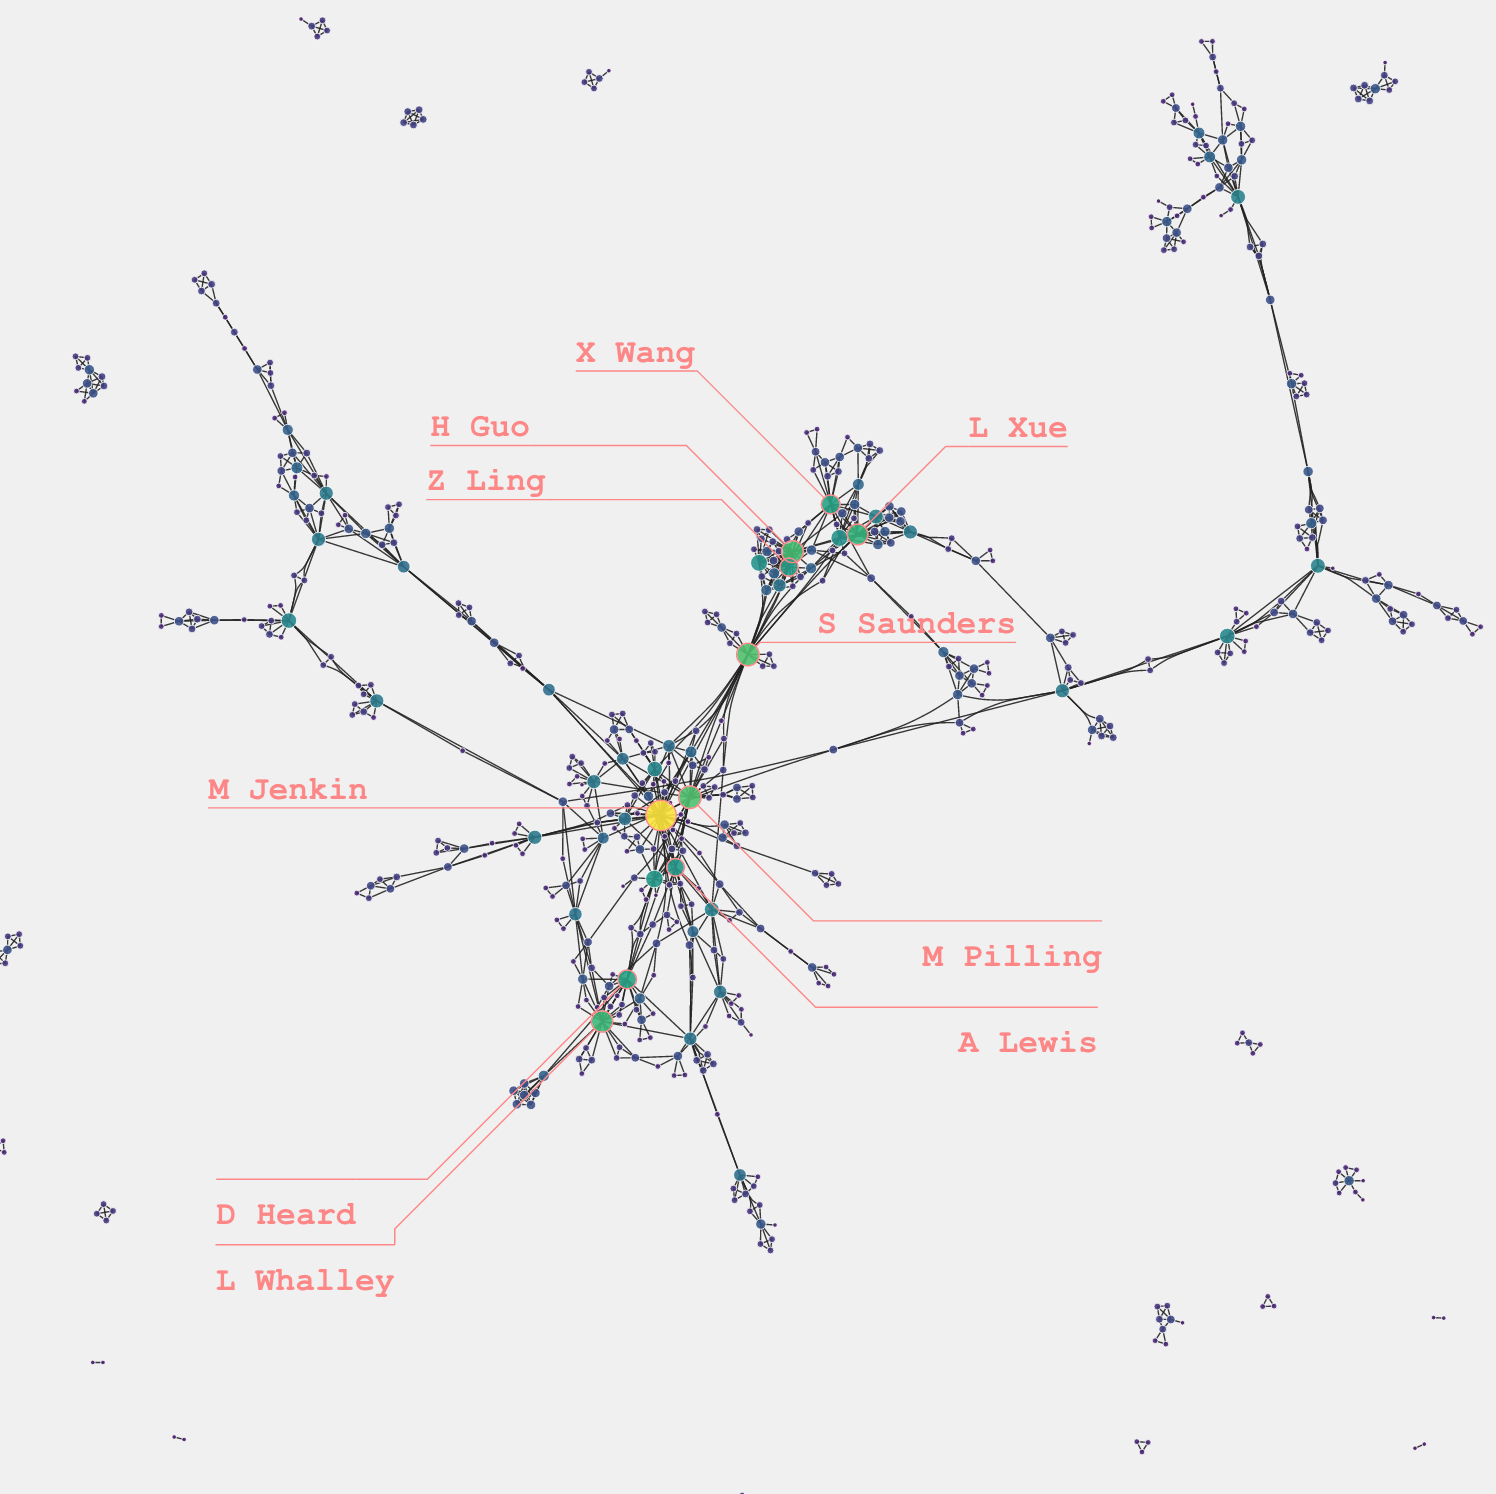 X Wang
H Guo
L Xue
Z Ling
S Saunders
M Jenkin
M Pilling
A Lewis
D Heard
L Whalley